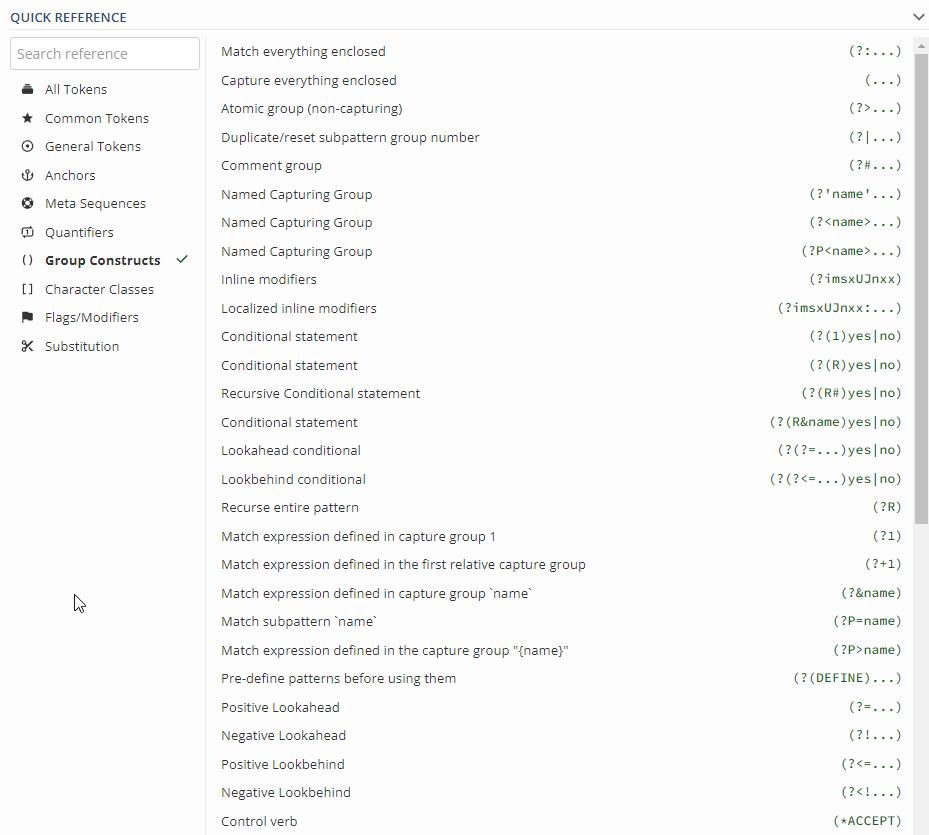 QUICK REFERENCE
Search reference
All Tokens
Common Tokens
General Tokens
Anchors
Meta Sequences
Quantifiers
Group Constructs
Character Classes
Flags/Modifiers
Substitution
Match everything enclosed (?:...)
Capture everything enclosed (...)
Atomic group (non-capturing) (?>...)
Duplicate/reset subpattern group number (?|...)
Comment group (?#...)
Named Capturing Group (?'name'...)
Named Capturing Group (?<name>...)
Named Capturing Group (?P<name>...)
Inline modifiers (?imsxUJnxx)
Localized inline modifiers (?imsxUJnxx:...)
Conditional statement (?(1)yes|no)
Conditional statement (?(R)yes|no)
Recursive Conditional statement (?(R#)yes|no)
Conditional statement (?(R&name)yes|no)
Lookahead conditional (?(?=...)yes|no)
Lookbehind conditional (?(?<=...)yes|no)
Recurse entire pattern (?R)
Match expression defined in capture group 1 (?1)
Match expression defined in the first relative capture group (?+1)
Match expression defined in capture group `name` (?&name)
Match subpattern `name` (?P=name)
Match expression defined in the capture group "{name}" (?P>name)
Pre-define patterns before using them (?(DEFINE)...)
Positive Lookahead (?=...)
Negative Lookahead (?!...)
Positive Lookbehind (?<=...)
Negative Lookbehind (?<!...)
Control verb (*ACCEPT)